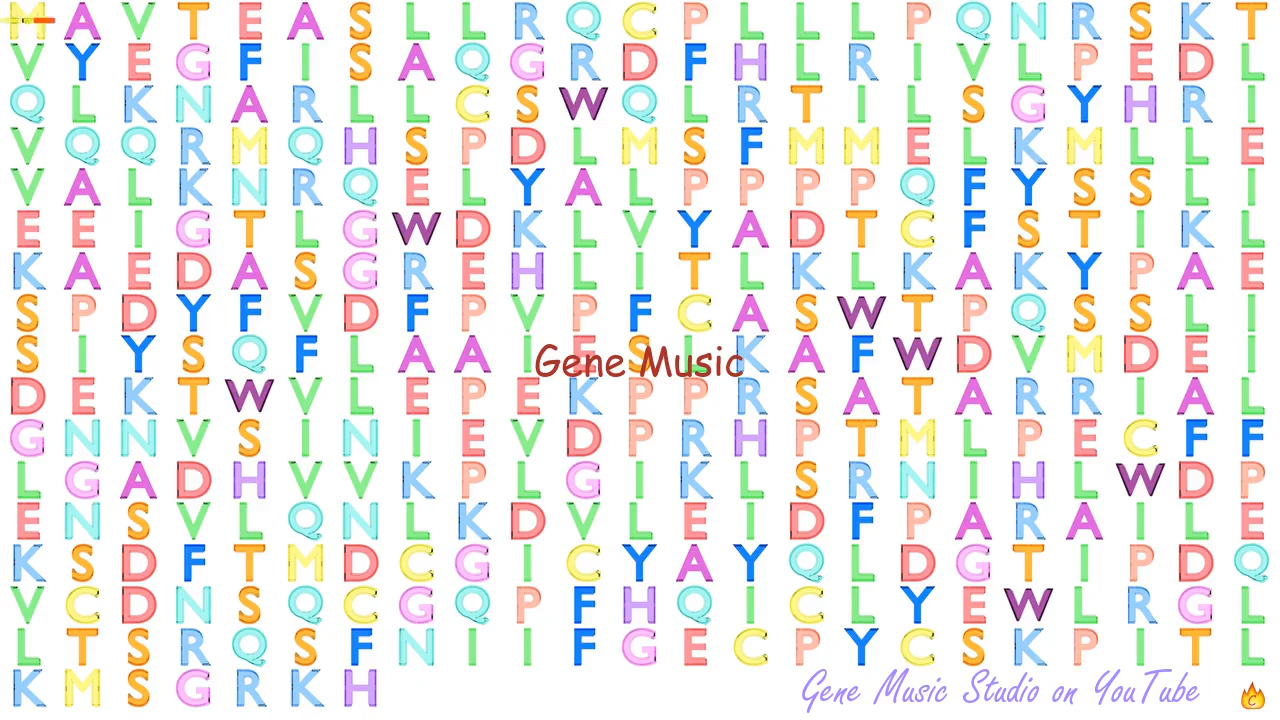 MAVTEASLLRQCPLLLPQNRSKT
VYEGFISAQGRDFHLRIVLPEDL
QLKNARLLCSWQLRTILSGYHRI
VQQRMQHSPDLMSFMMELKMLLE
VALKNRQELYALPPPPQFYSSLI
EEIGTLGWDKLVYADTCFSTIKL
KAEDASGREHLITLKLKAKYPAE
SPDYFVDFPVPFCASWTPQSSLI
SIYSQFLAAIESLKAFWDVMDEI
DEKTWVLEPEKPPRSATARRIAL
GNNVSINIEVDPRHPTMLPECFF
LGADHVVKPLGIKLSRNIHLWDP
ENSVLQNLKDVLEIDFPARAILE
KSDFTMDCGICYAYQLDGTIPDQ
VCDNSQCGQPFHQICLYEWLRGL
LTSRQSFNIIFGECPYCSKPITL
KMSGRKH
Gene Music
Gene Music Studio on YouTube
C